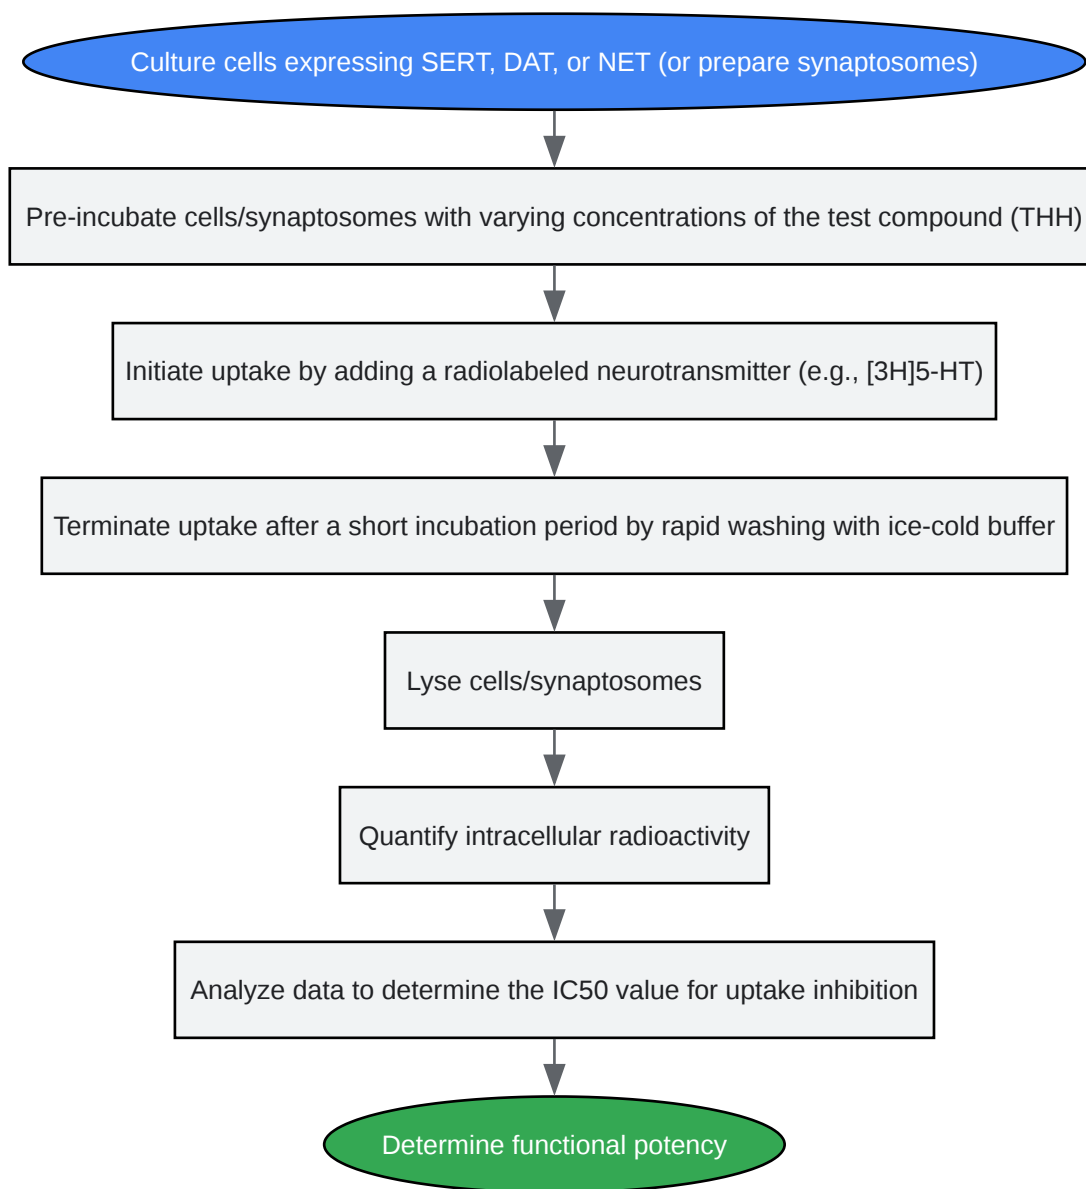 Culture cells expressing SERT, DAT, or NET (or prepare synaptosomes)
Pre-incubate cells/synaptosomes with varying concentrations of the test compound (THH)
Initiate uptake by adding a radiolabeled neurotransmitter (e.g., [3H]5-HT)
Terminate uptake after a short incubation period by rapid washing with ice-cold buffer
Lyse cells/synaptosomes
Quantify intracellular radioactivity
Analyze data to determine the IC50 value for uptake inhibition
Determine functional potency